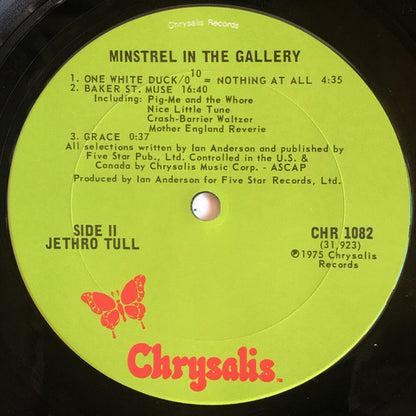 Chrysalis Records
MINSTREL IN THE GALLERY
1. ONE WHITE DUCK/0¹⁰ = NOTHING AT ALL 4:35
2. BAKER ST. MUSE 16:40
Including: Pig-Me and the Whore
Nice Little Tune
Crash-Barrier Waltzer
Mother England Reverie
3. GRACE 0:37
All selections written by Ian Anderson and published by
Five Star Pub., Ltd. Controlled in the U.S. &
Canada by Chrysalis Music Corp. - ASCAP
Produced by Ian Anderson for Five Star Records, Ltd.
SIDE II
JETHRO TULL
CHR 1082
(31,923)
℗1975 Chrysalis
Records
Chrysalis™